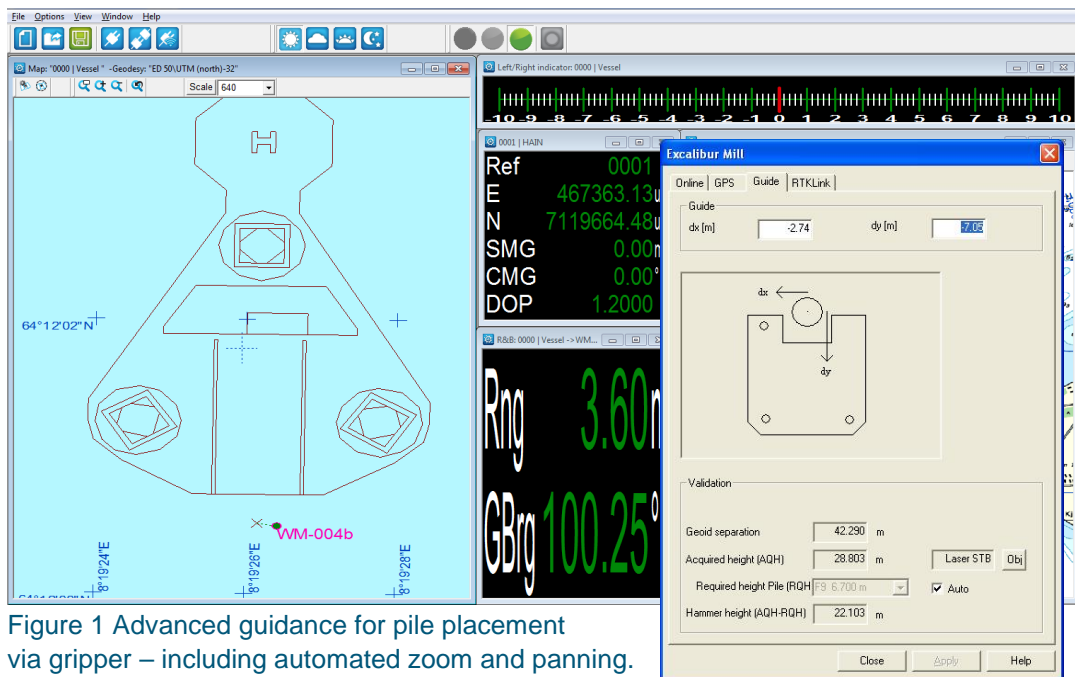 File Options View Window Help
Map: "0000 | Vessel " -Geodesy: "ED 50\UTM (north)-32"
Scale 640
H
64°12'02"N
WM-004b
8°19'24"E
8°19'26"E
8°19'28"E
Left/Right indicator: 0000 | Vessel
-10 -9 -8 -7 -6 -5 -4 -3 -2 -1 0 1 2 3 4 5 6 7 8 9 10
0001 | HAIN
Ref 0001
E 467363.13
N 7119664.48
SMG 0.00
CMG 0.00°
DOP 1.2000
R&B: 0000 | Vessel -> WM...
Rng 3.60
GBrg 100.25°
Excalibur Mill
Online GPS Guide RTKLink
Guide
dx [m] -2.74 dy [m] -7.05
dx
dy
Validation
Geoid separation 42.290 m
Acquired height (AQH) 28.803 m Laser STB Obj
Required height Pile (RQH F9 6.700 m Auto
Hammer height (AQH-RQH) 22.103 m
Close Apply Help
Figure 1 Advanced guidance for pile placement
via gripper – including automated zoom and panning.